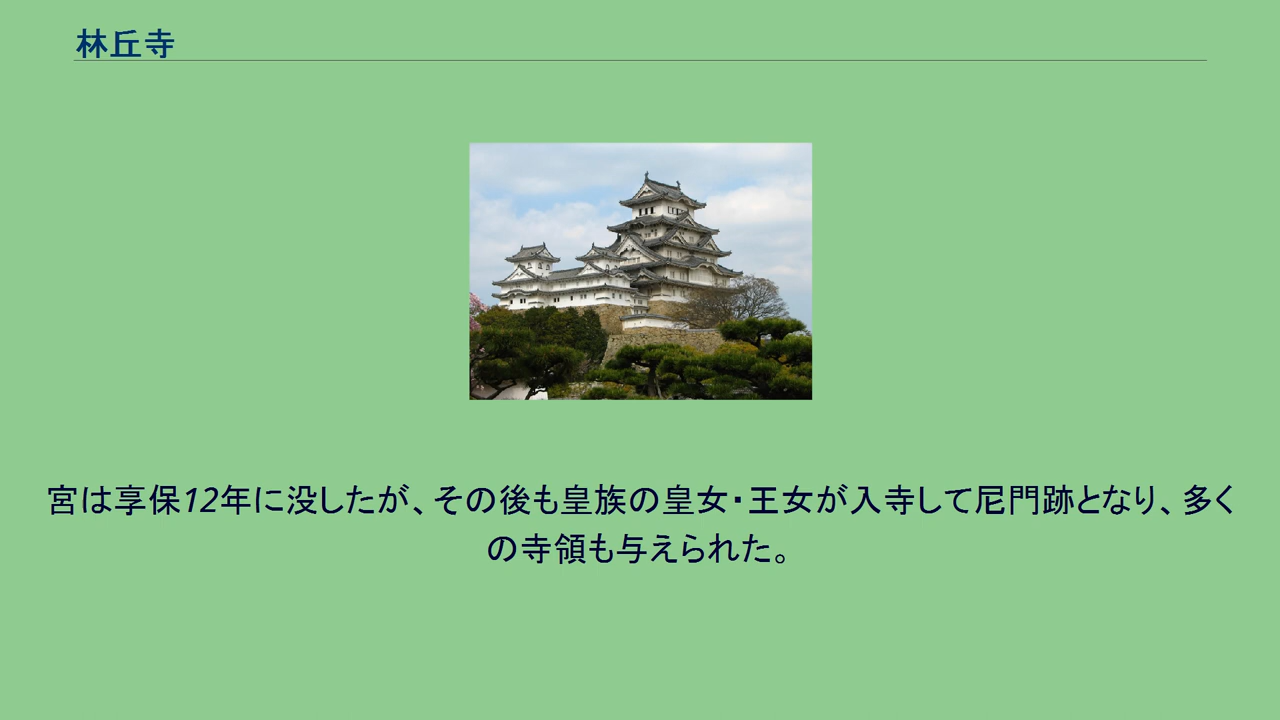 林丘寺
宮は享保12年に没したが、その後も皇族の皇女・王女が入寺して尼門跡となり、多く
の寺領も与えられた。